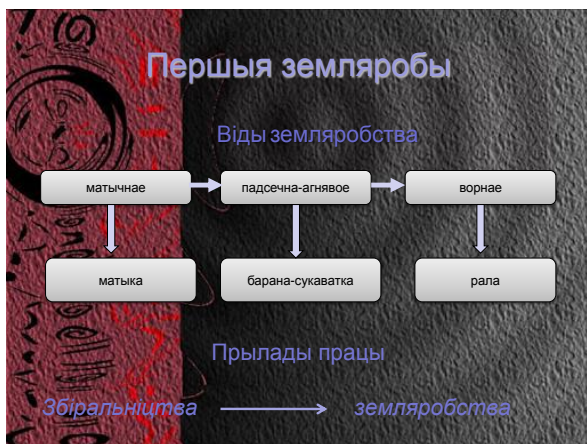 Першыя земляробы
Віды земляробства
матычнае
падсечна-агнявое
ворнае
матыка
барана-сукаватка
рала
Прылады працы
Збіральніцтва земляробства